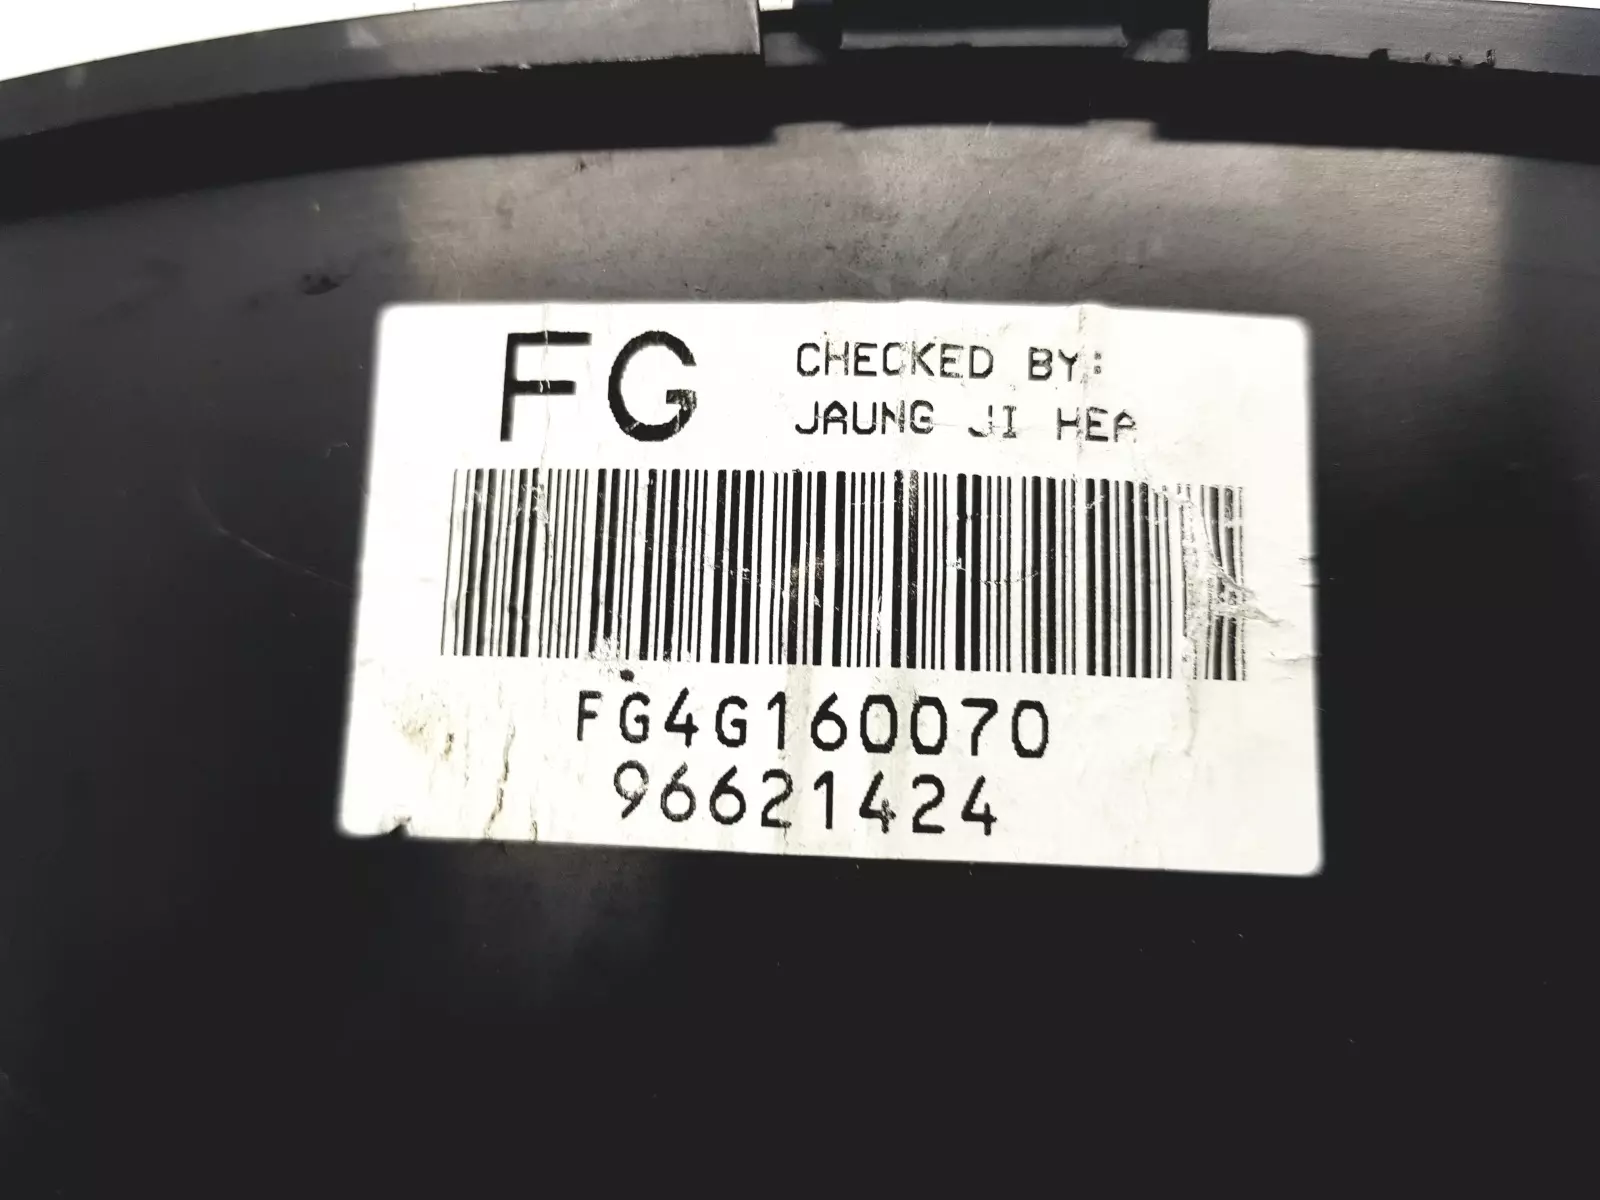 FG
CHECKED BY:
JAUNG JI HEA
FG4G160070
96621424